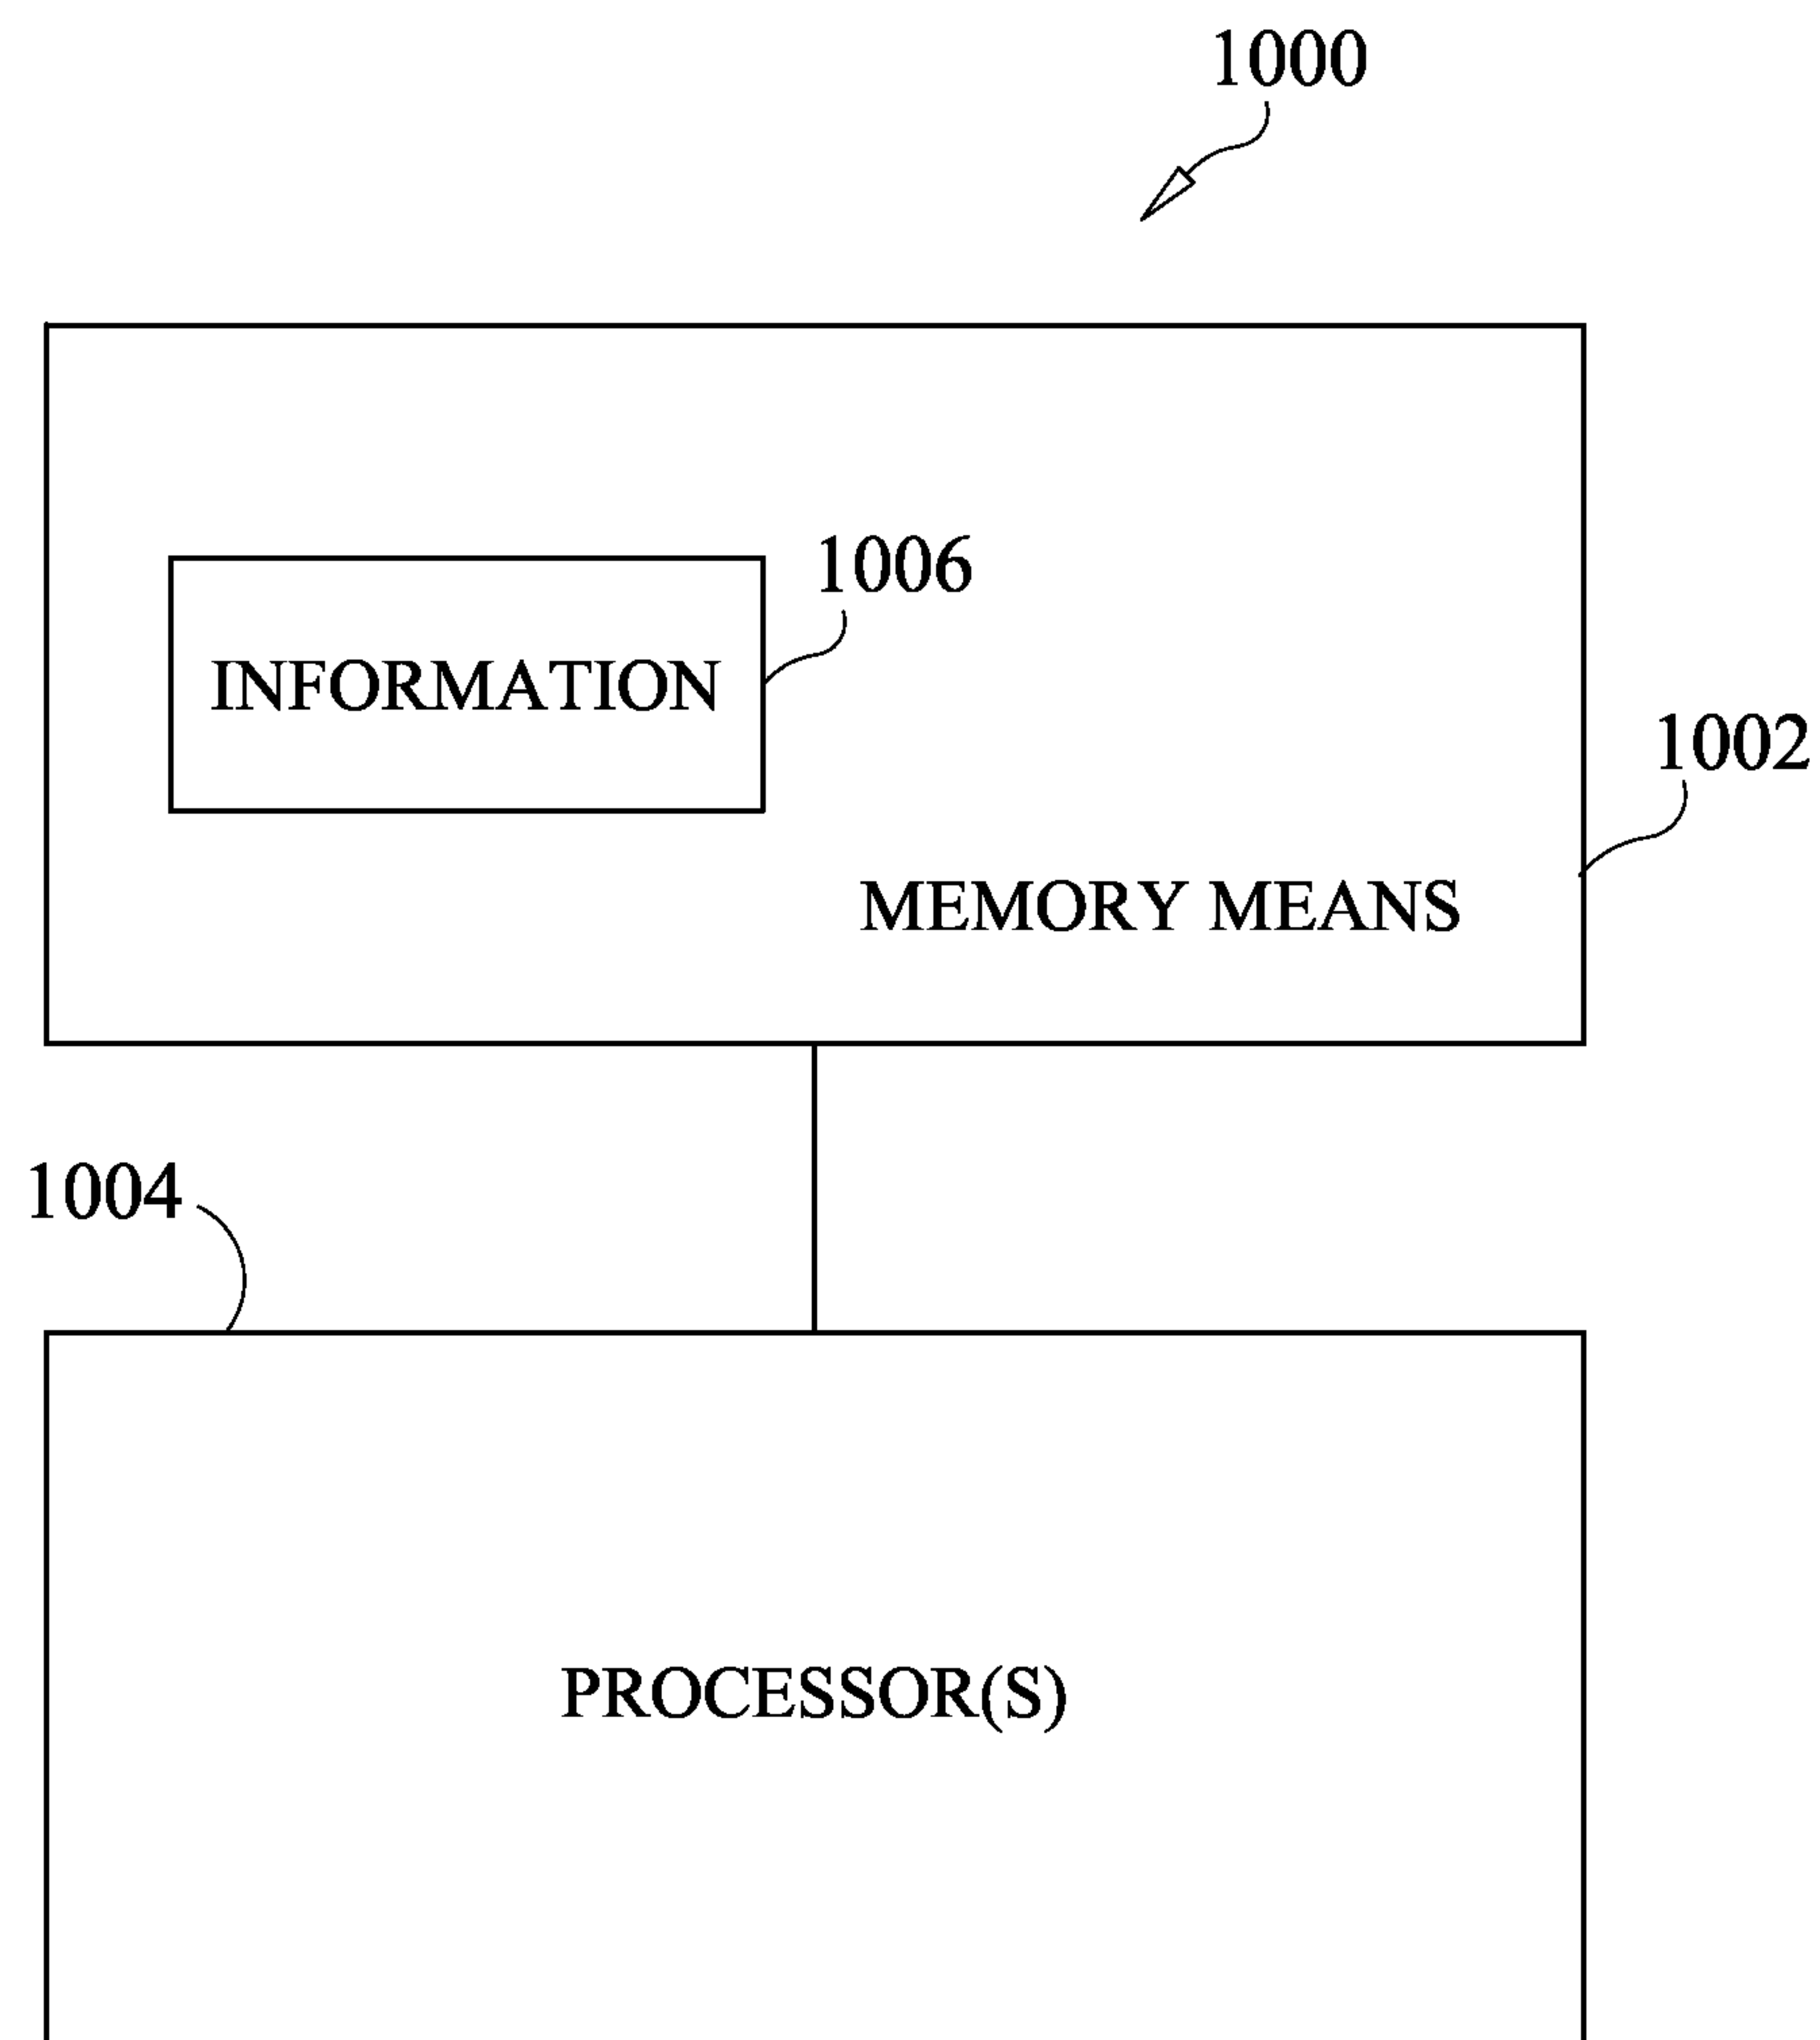 1000
1006
INFORMATION
1002
MEMORY MEANS
1004
PROCESSOR(S)